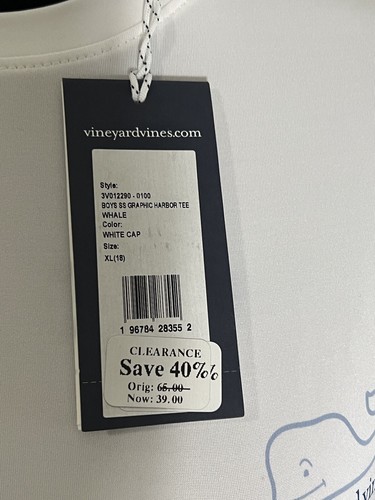 vineyardvines.com
Style:
3V012290 - 0100
BOYS SS GRAPHIC HARBOR TEE
WHALE
Color:
WHITE CAP
Size:
XL(18)
1 96784 28355 2
CLEARANCE
Save 40%
Orig: 65.00
Now: 39.00